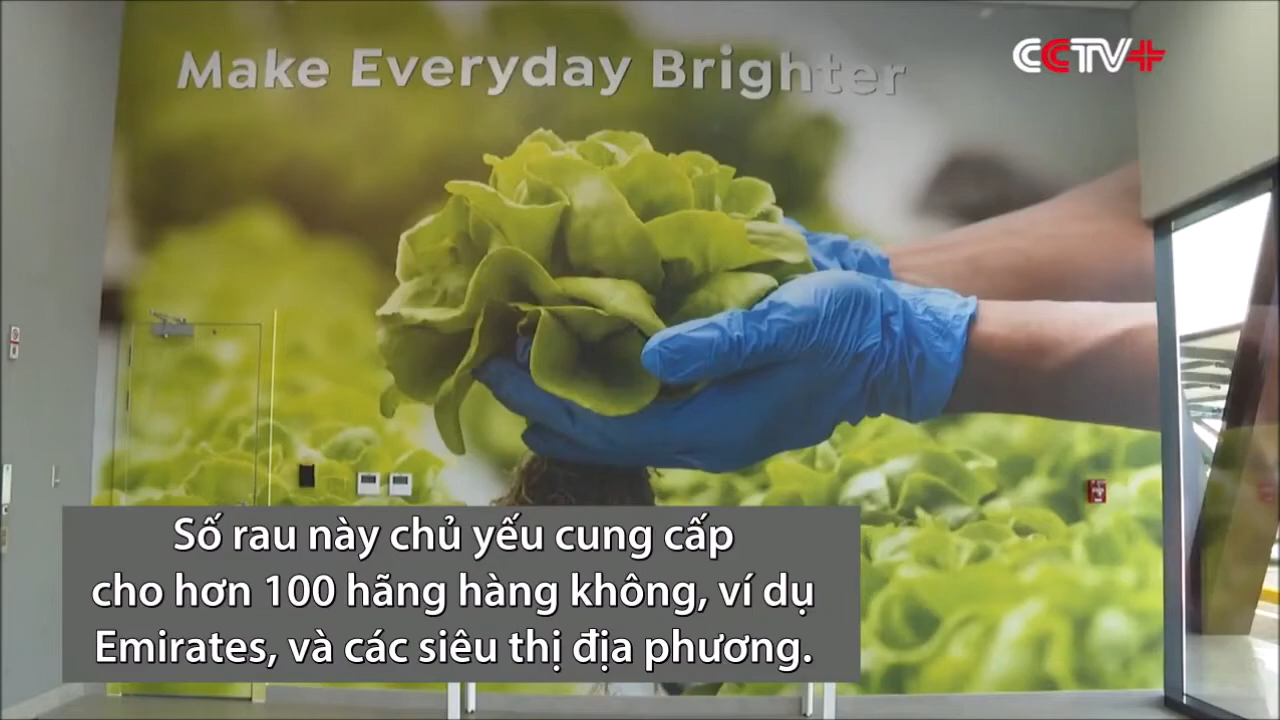 Make Everyday Brighter
CCTV+
Số rau này chủ yếu cung cấp
cho hơn 100 hãng hàng không, ví dụ
Emirates, và các siêu thị địa phương.